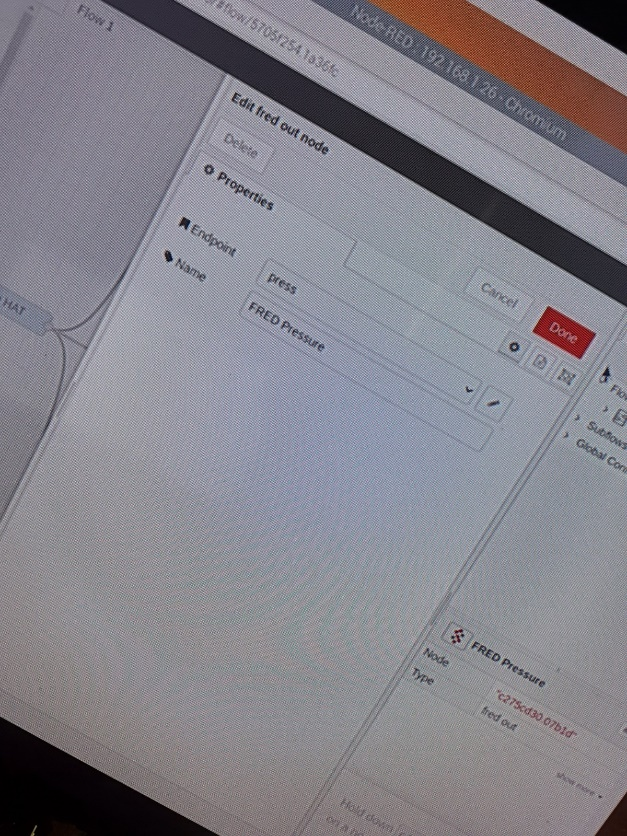 Node-RED : 192.168.1.26 - Chromium
#flow/5705f254.1a36fc
Flow 1
Edit fred out node
Delete
Cancel
Done
Properties
Endpoint
press
Name
FRED Pressure
HAT
Flo
Subflows
Global Con
FRED Pressure
Node
"c275cd30.07b1d"
Type
fred out
show more
Hold down
on a n